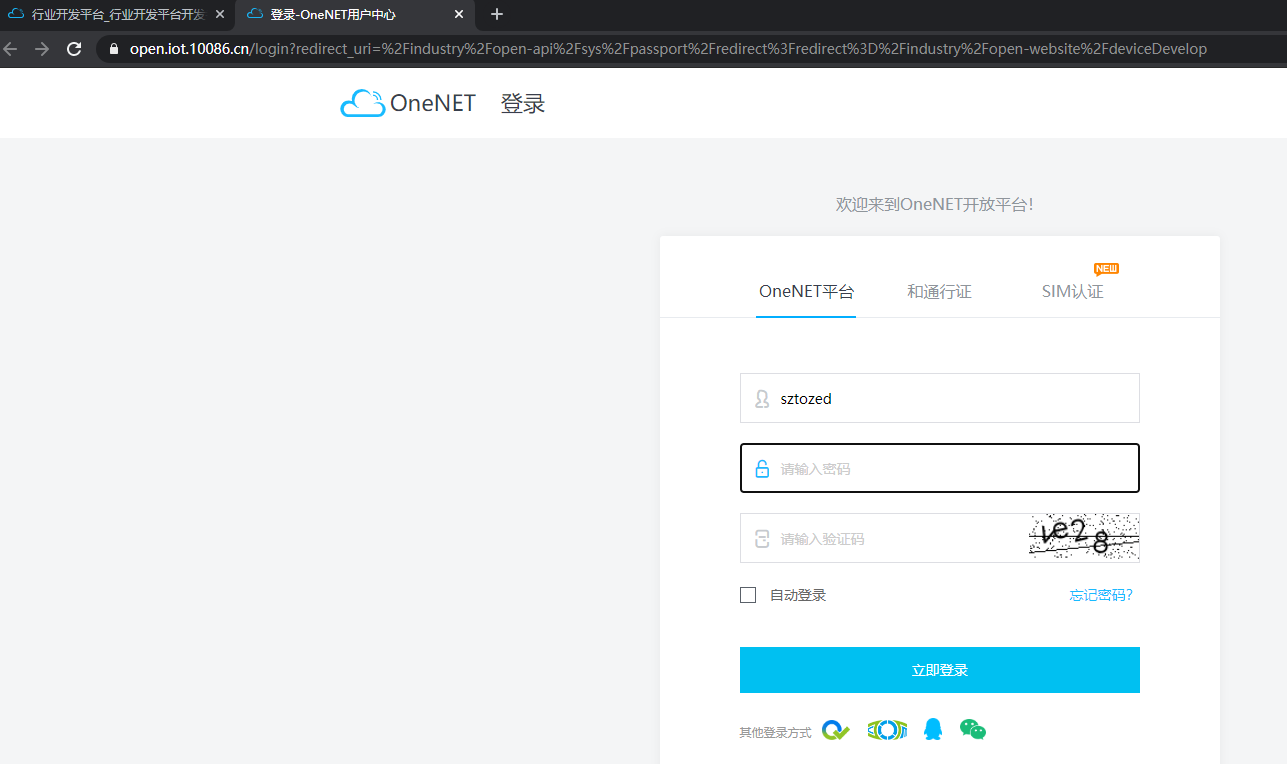 行业开发平台_行业开发平台开发
登录-OneNET用户中心
open.iot.10086.cn/login?redirect_uri=%2Findustry%2Fopen-api%2Fsys%2Fpassport%2Fredirect%3Fredirect%3D%2Findustry%2Fopen-website%2FdeviceDevelop
OneNET 登录
欢迎来到OneNET开放平台!
NEW
OneNET平台 和通行证 SIM认证
sztozed
请输入密码
请输入验证码 ve28
自动登录 忘记密码?
立即登录
其他登录方式